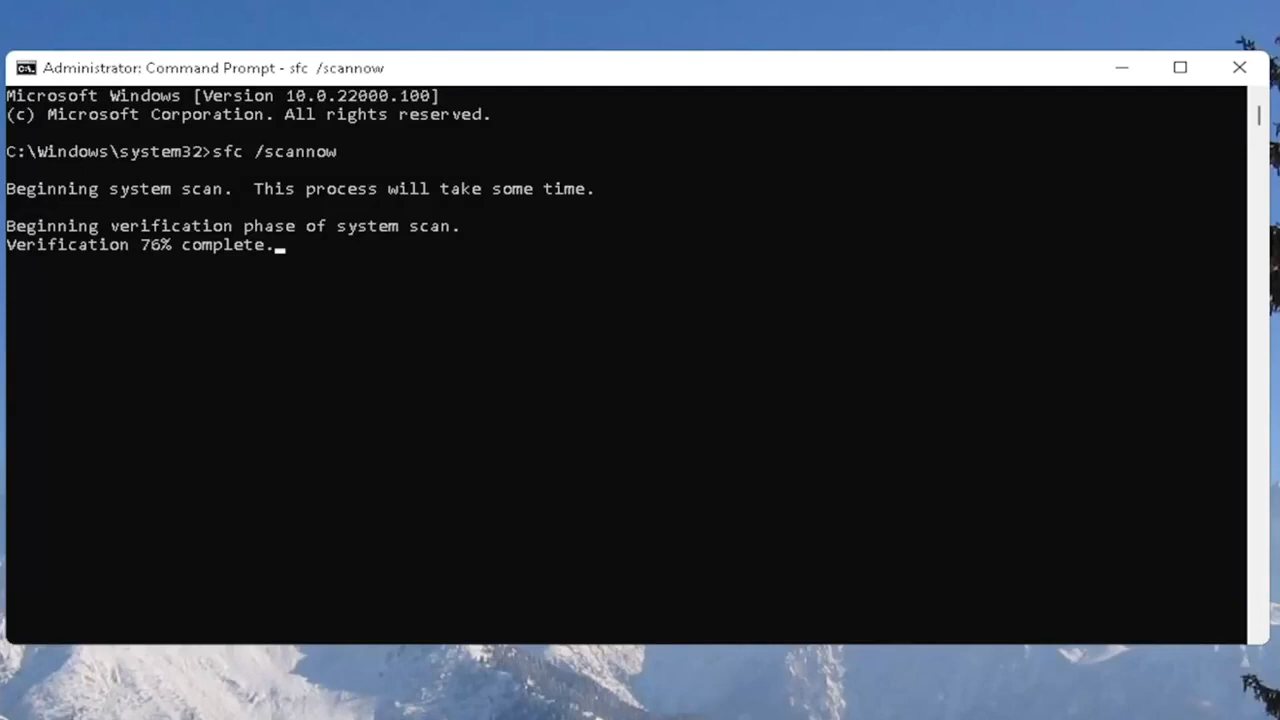 Administrator: Command Prompt - sfc  /scannow
Microsoft Windows [Version 10.0.22000.100]
(c) Microsoft Corporation. All rights reserved.
C:\Windows\system32>sfc /scannow
Beginning system scan.  This process will take some time.
Beginning verification phase of system scan.
Verification 76% complete.